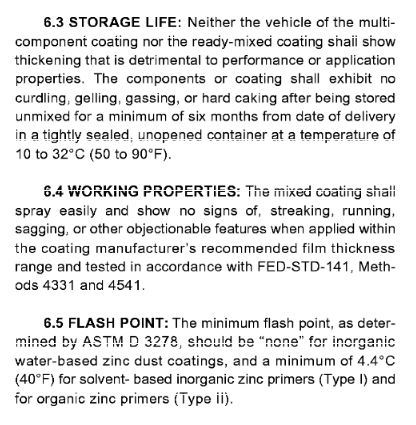 6.3 STORAGE LIFE: Neither the vehicle of the multi-
component coating nor the ready-mixed coating shall show
thickening that is detrimental to performance or application
properties. The components or coating shall exhibit no
curdling, gelling, gassing, or hard caking after being stored
unmixed for a minimum of six months from date of delivery
in a tightly sealed, unopened container at a temperature of
10 to 32°C (50 to 90°F).
6.4 WORKING PROPERTIES: The mixed coating shall
spray easily and show no signs of, streaking, running,
sagging, or other objectionable features when applied within
the coating manufacturer's recommended film thickness
range and tested in accordance with FED-STD-141, Meth-
ods 4331 and 4541.
6.5 FLASH POINT: The minimum flash point, as deter-
mined by ASTM D 3278, should be "none" for inorganic
water-based zinc dust coatings, and a minimum of 4.4°C
(40°F) for solvent- based inorganic zinc primers (Type I) and
for organic zinc primers (Type II).